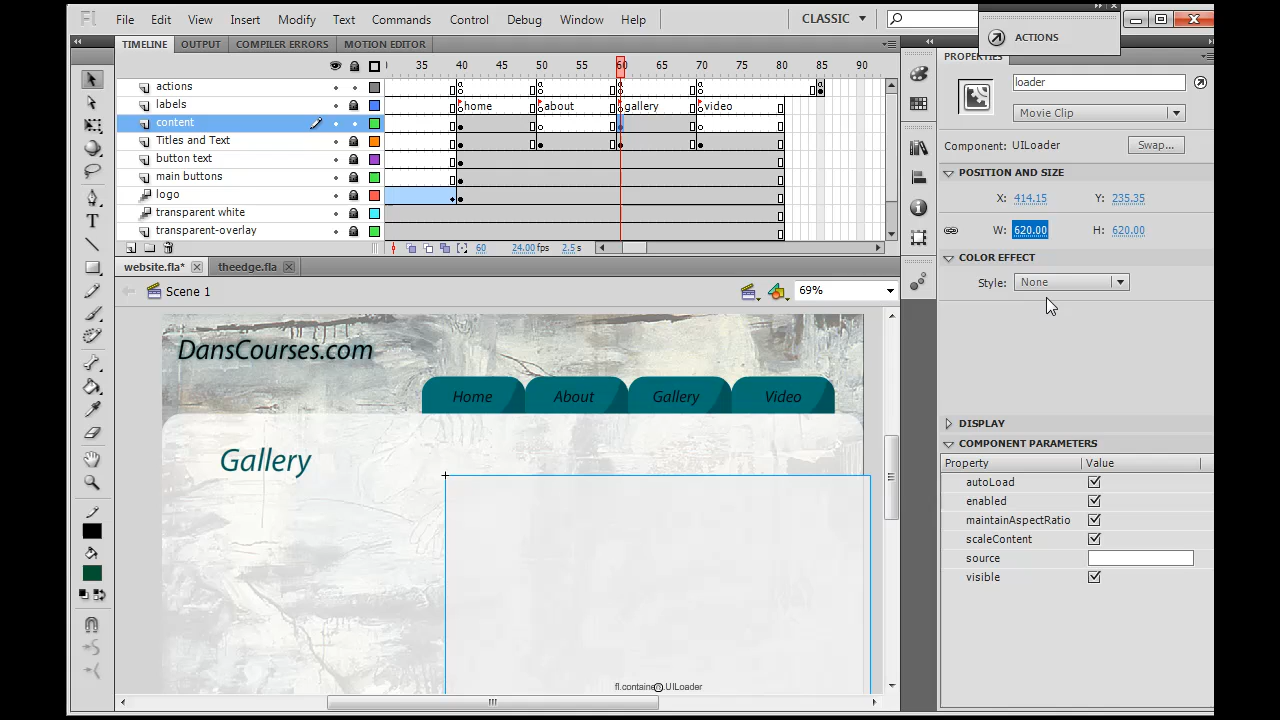 Fl File Edit View Insert Modify Text Commands Control Debug Window Help CLASSIC
ACTIONS
TIMELINE OUTPUT COMPILER ERRORS MOTION EDITOR
PROPERTIES
35 40 45 50 55 60 65 70 75 80 85 90
actions
labels
home about gallery video
content
Titles and Text
button text
main buttons
logo
transparent white
transparent-overlay
60 24.00fps 2.5s
website.fla* theedge.fla
Scene 1
69%
loader
Movie Clip
Component: UILoader Swap...
POSITION AND SIZE
X: 414.15 Y: 235.35
W: 620.00 H: 620.00
COLOR EFFECT
Style: None
DISPLAY
COMPONENT PARAMETERS
Property Value
autoLoad
enabled
maintainAspectRatio
scaleContent
source
visible
DansCourses.com
Home About Gallery Video
Gallery